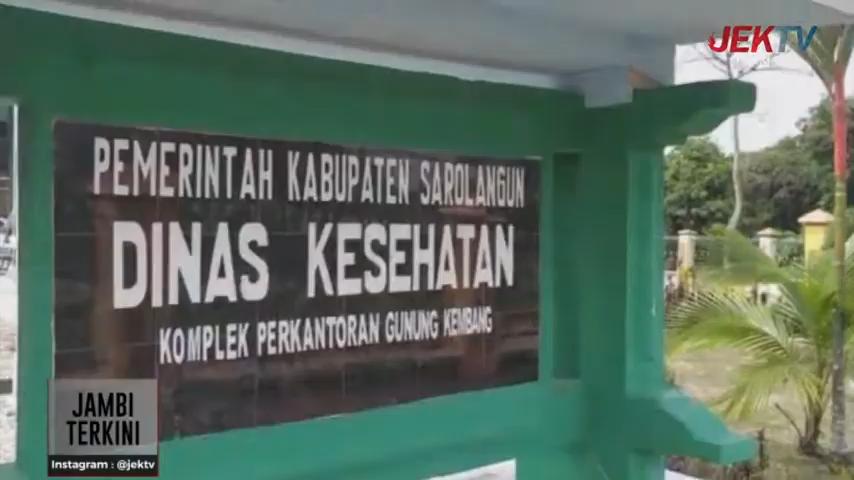 JEKTV
PEMERINTAH KABUPATEN SAROLANGUN
DINAS KESEHATAN
KOMPLEK PERKANTORAN GUNUNG KEMBANG
JAMBI
TERKINI
Instagram : @jektv